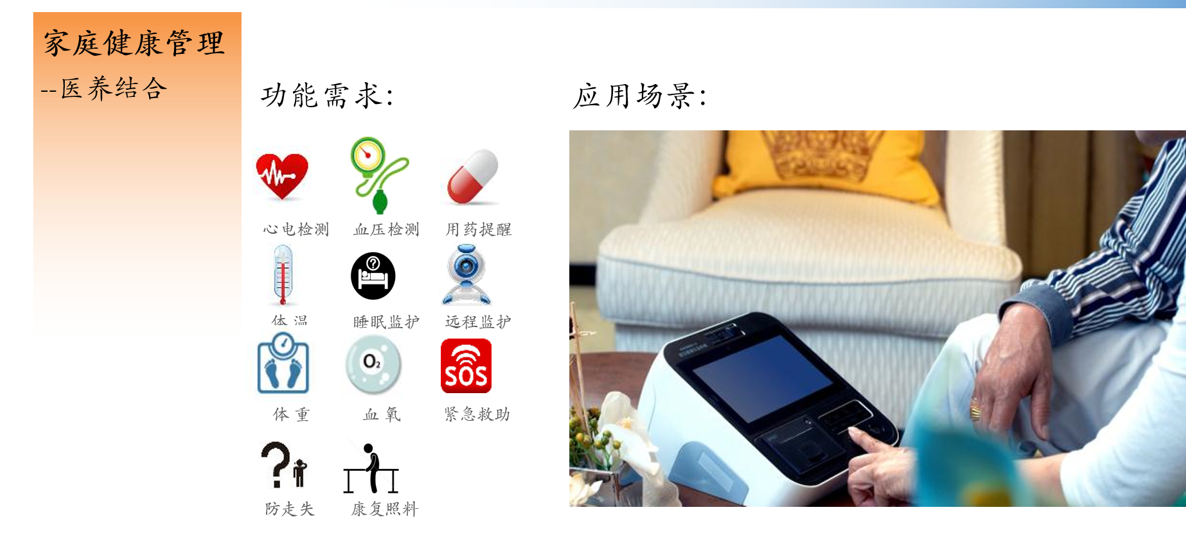 家庭健康管理
--医养结合
功能需求：
应用场景：
心电检测 血压检测 用药提醒
体 温 睡眠监护 远程监护
O2
SOS
体 重 血 氧 紧急救助
防走失 康复照料